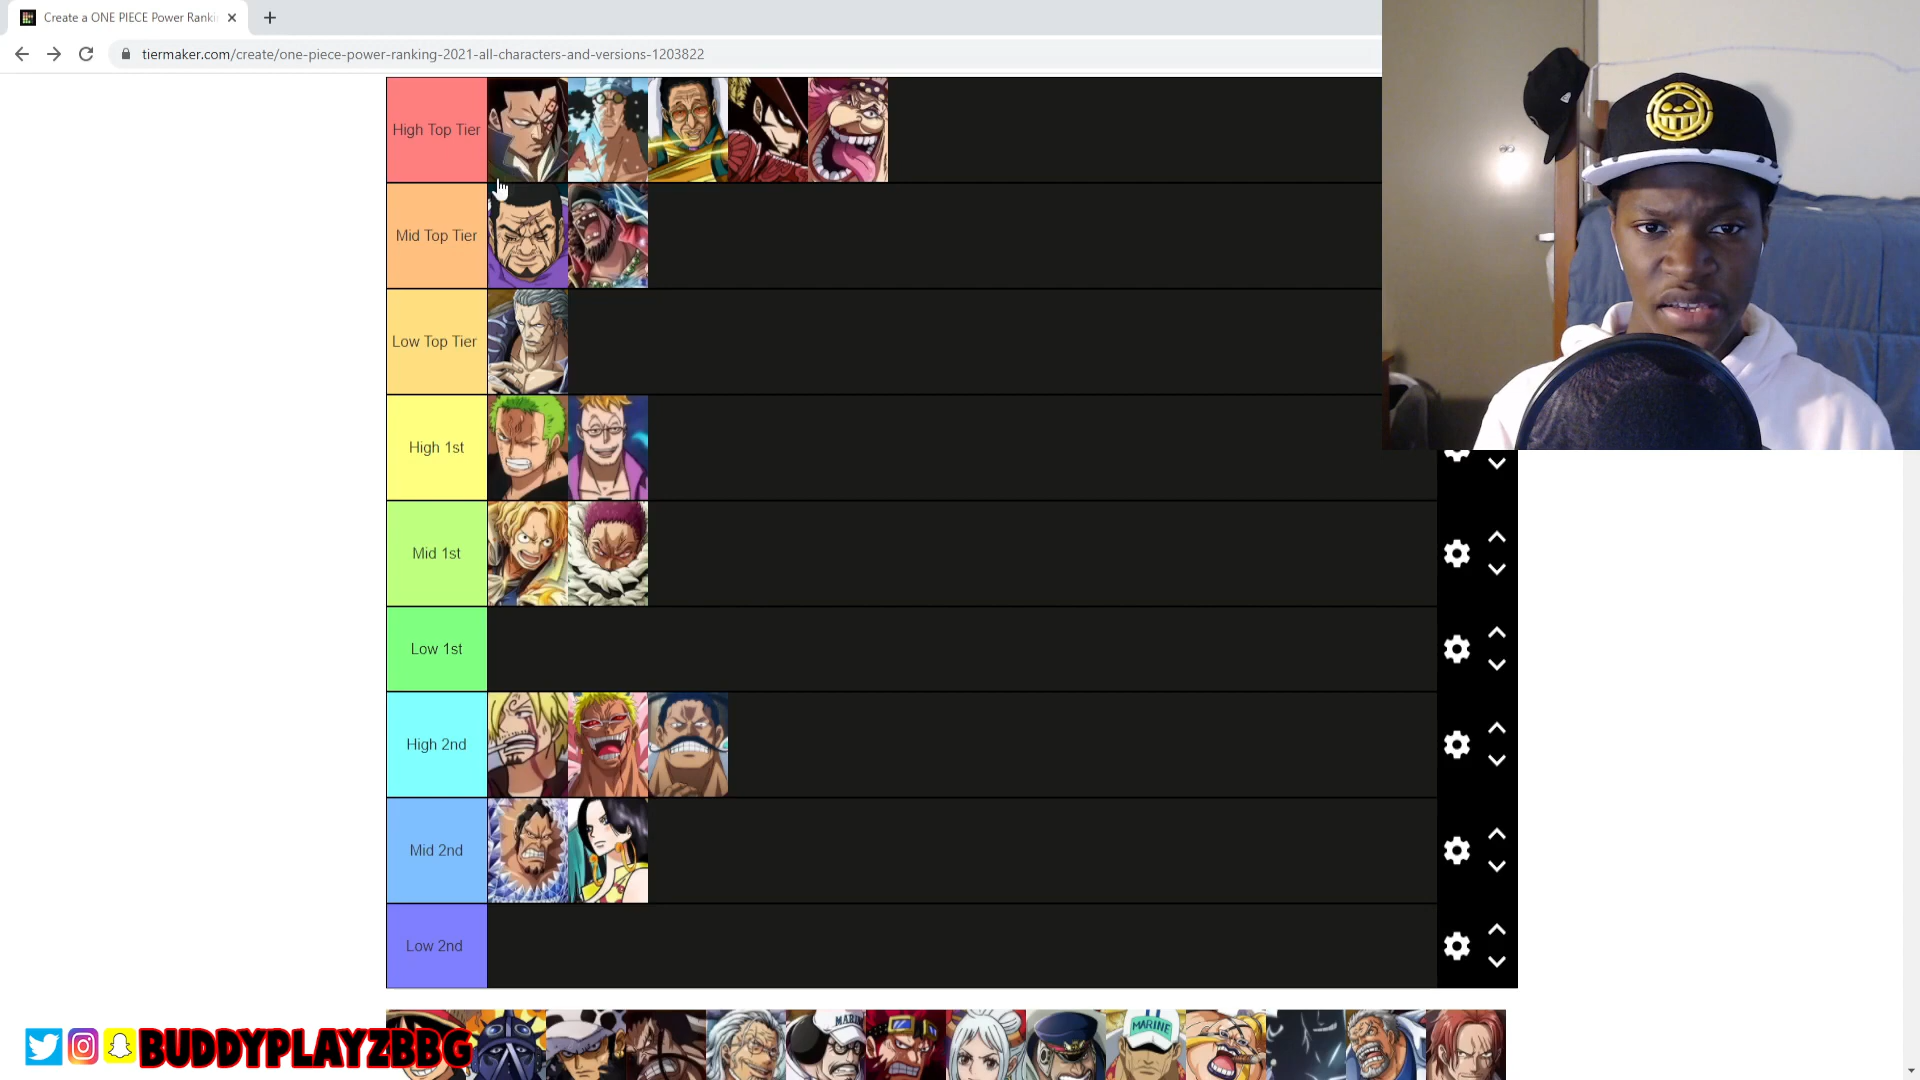 Create a ONE PIECE Power Ranki
tiermaker.com/create/one-piece-power-ranking-2021-all-characters-and-versions-1203822
High Top Tier
Mid Top Tier
Low Top Tier
High 1st
Mid 1st
Low 1st
High 2nd
Mid 2nd
Low 2nd
MARINE
BUDDYPLAYZBBG